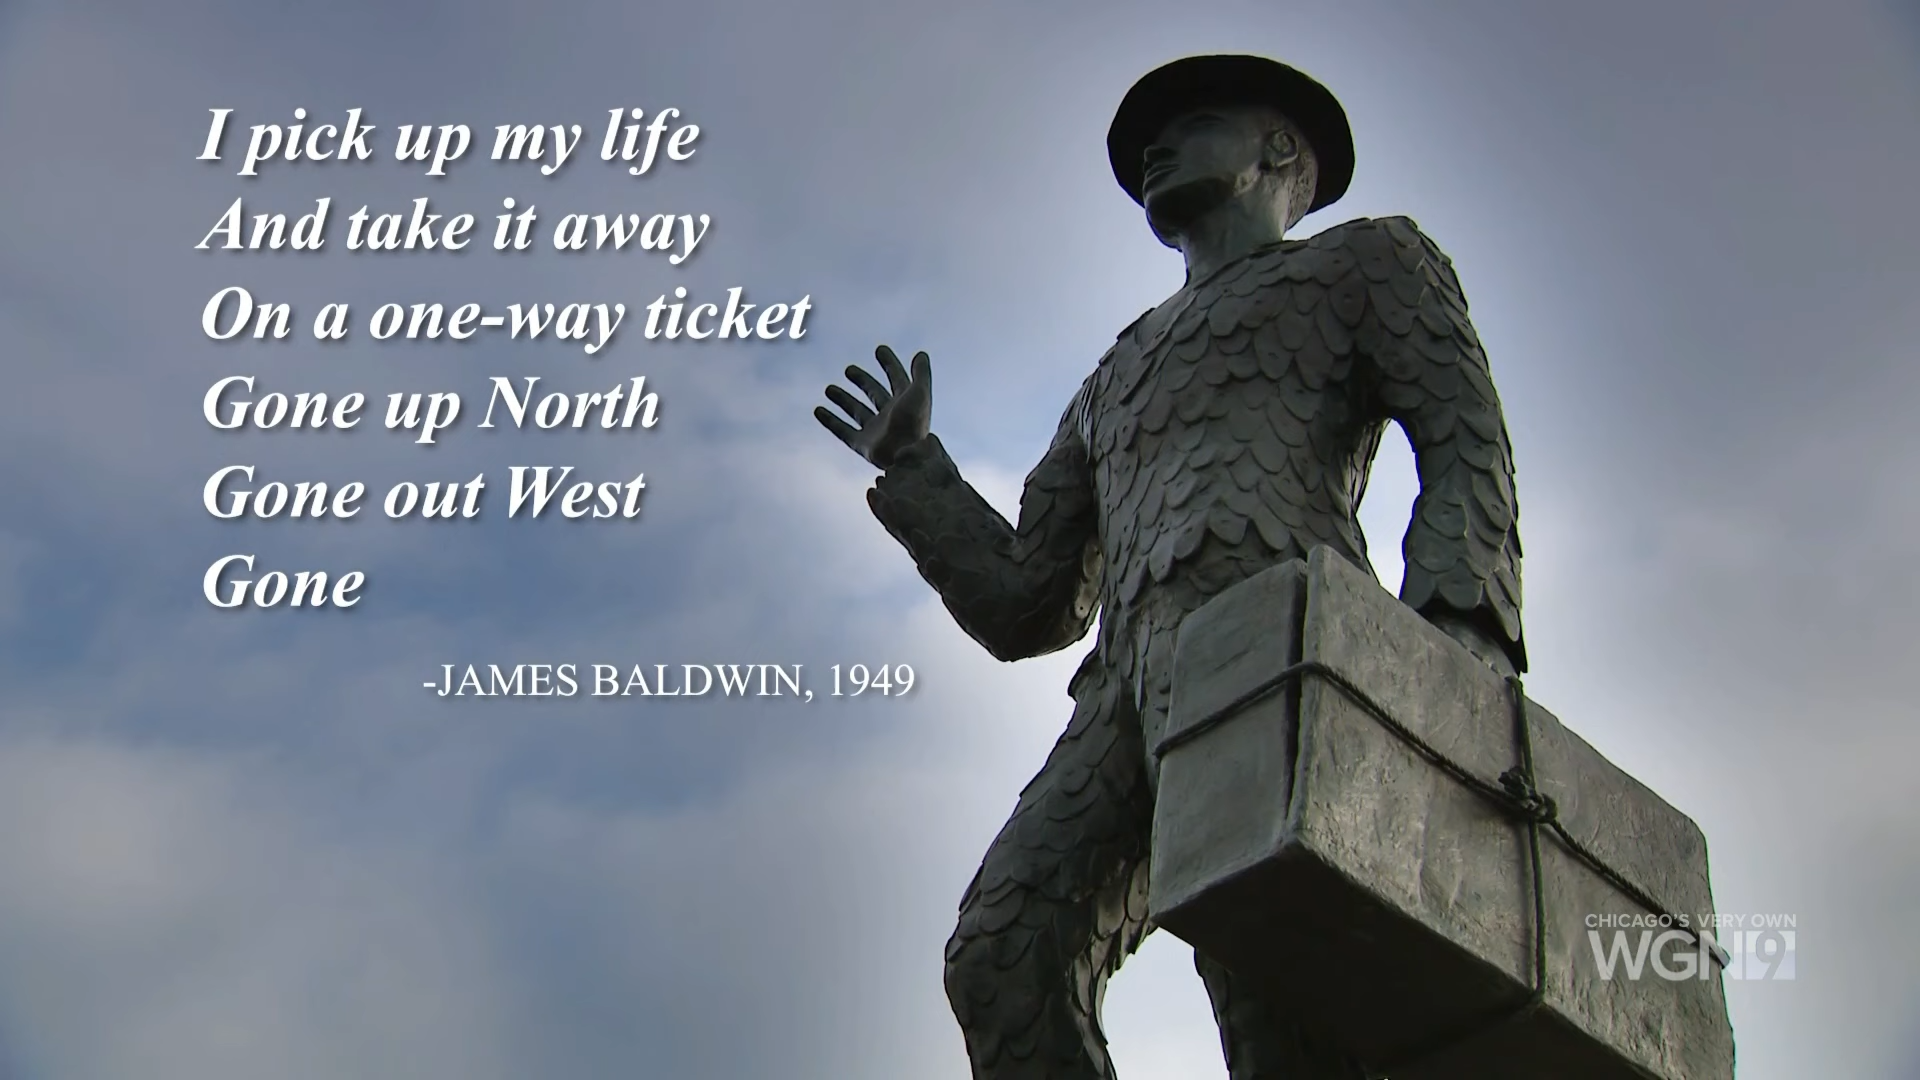 I pick up my life
And take it away
On a one-way ticket
Gone up North
Gone out West
Gone
-JAMES BALDWIN, 1949
CHICAGO'S VERY OWN
WGN9